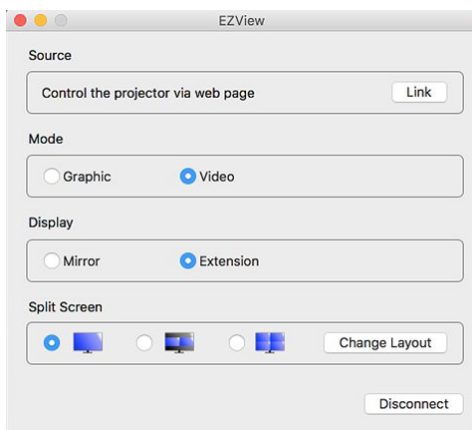 EZView
Source
Control the projector via web page Link
Mode
Graphic Video
Display
Mirror Extension
Split Screen
Change Layout
Disconnect